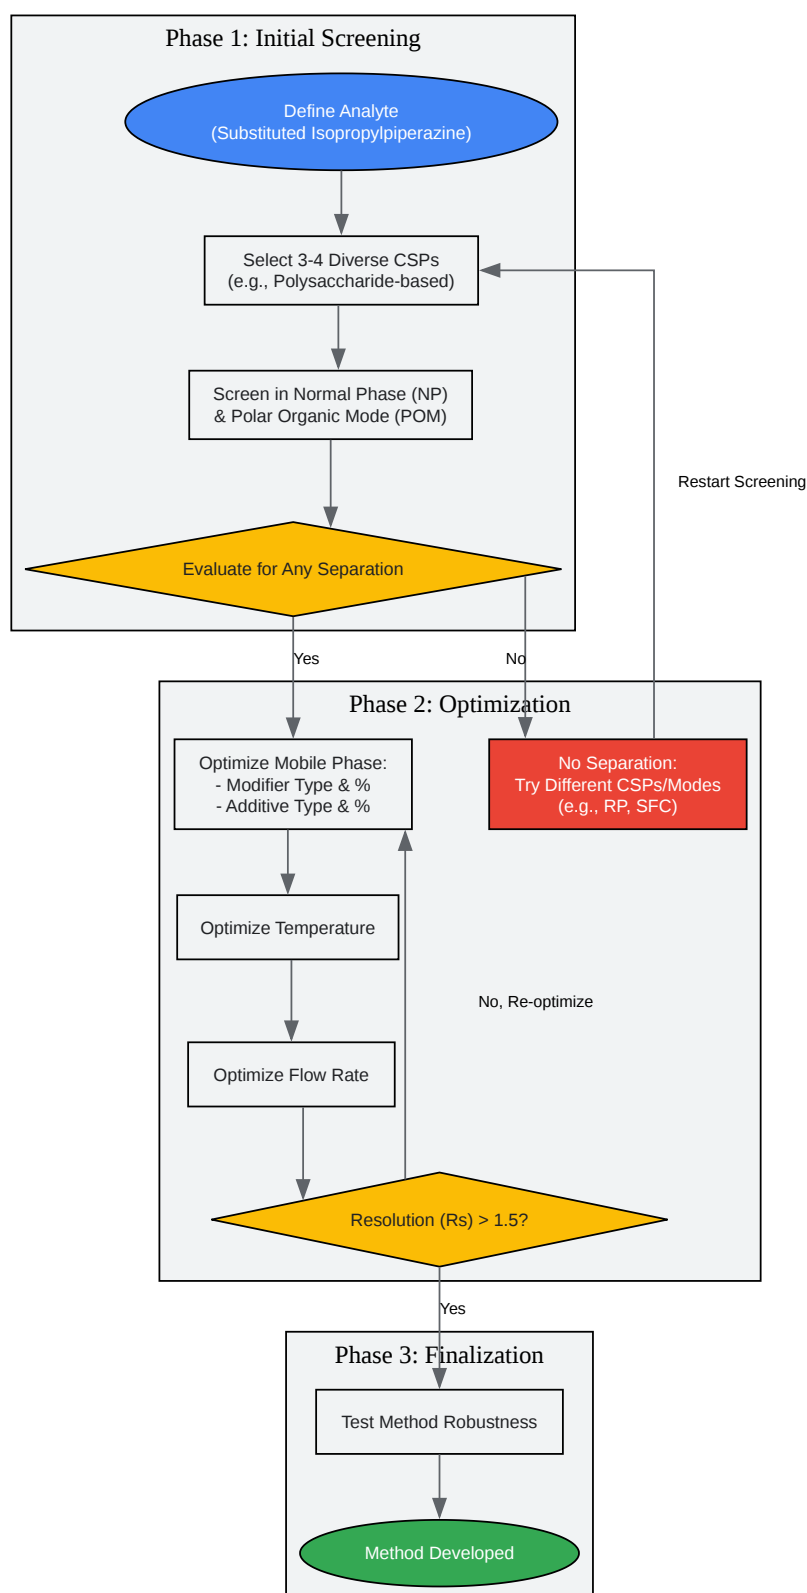 Phase 1: Initial Screening
Define Analyte
(Substituted Isopropylpiperazine)
Select 3-4 Diverse CSPs
(e.g., Polysaccharide-based)
Screen in Normal Phase (NP)
& Polar Organic Mode (POM)
Restart Screening
Evaluate for Any Separation
Yes
No
Phase 2: Optimization
Optimize Mobile Phase:
- Modifier Type & %
- Additive Type & %
No Separation:
Try Different CSPs/Modes
(e.g., RP, SFC)
Optimize Temperature
No, Re-optimize
Optimize Flow Rate
Resolution (Rs) > 1.5?
Yes
Phase 3: Finalization
Test Method Robustness
Method Developed